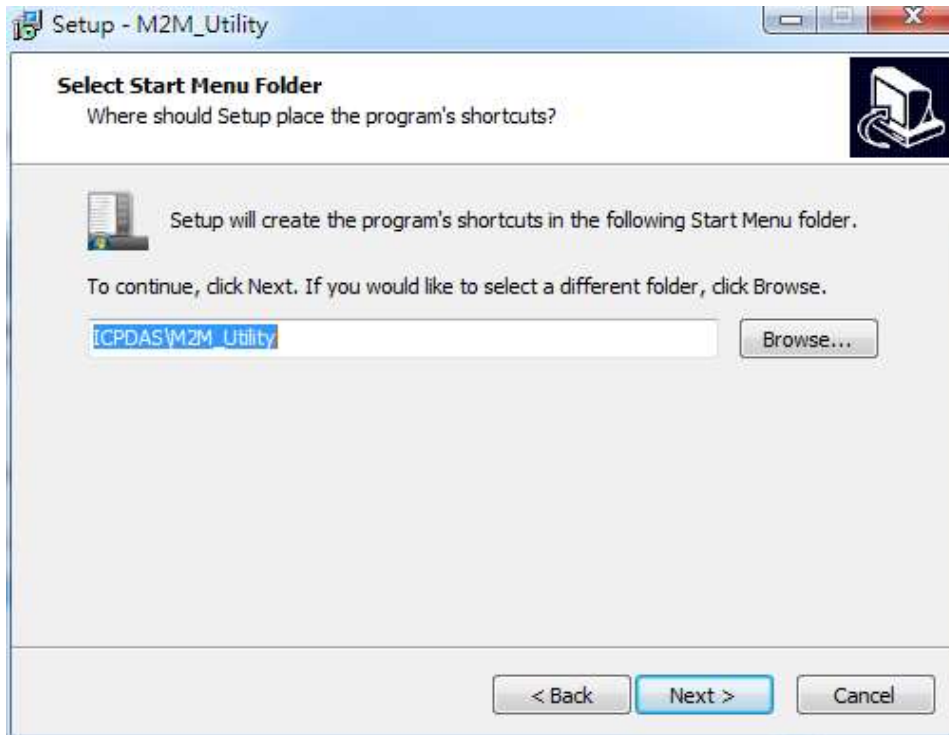 Setup - M2M_Utility
Select Start Menu Folder
Where should Setup place the program's shortcuts?
Setup will create the program's shortcuts in the following Start Menu folder.
To continue, click Next. If you would like to select a different folder, click Browse.
ICPDAS\M2M_Utility
Browse...
< Back
Next >
Cancel